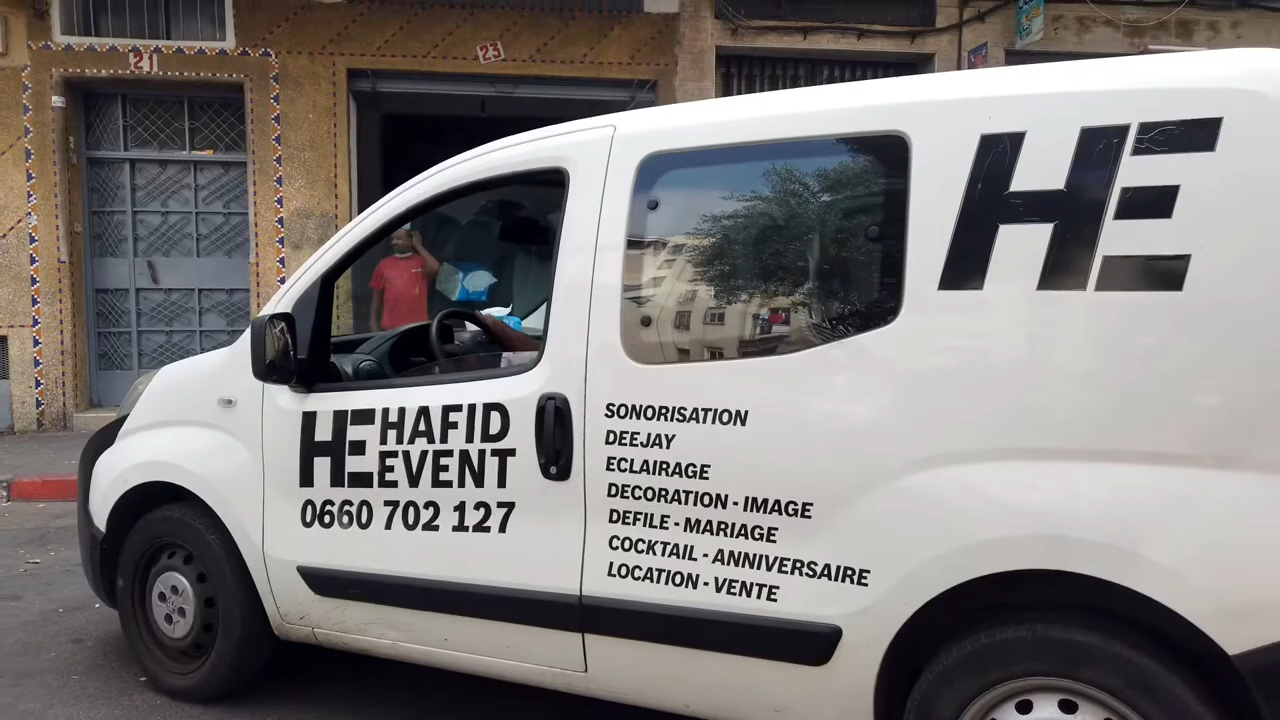 21
23
HE
HE HAFID
EVENT
0660 702 127
SONORISATION
DEEJAY
ECLAIRAGE
DECORATION - IMAGE
DEFILE - MARIAGE
COCKTAIL - ANNIVERSAIRE
LOCATION - VENTE